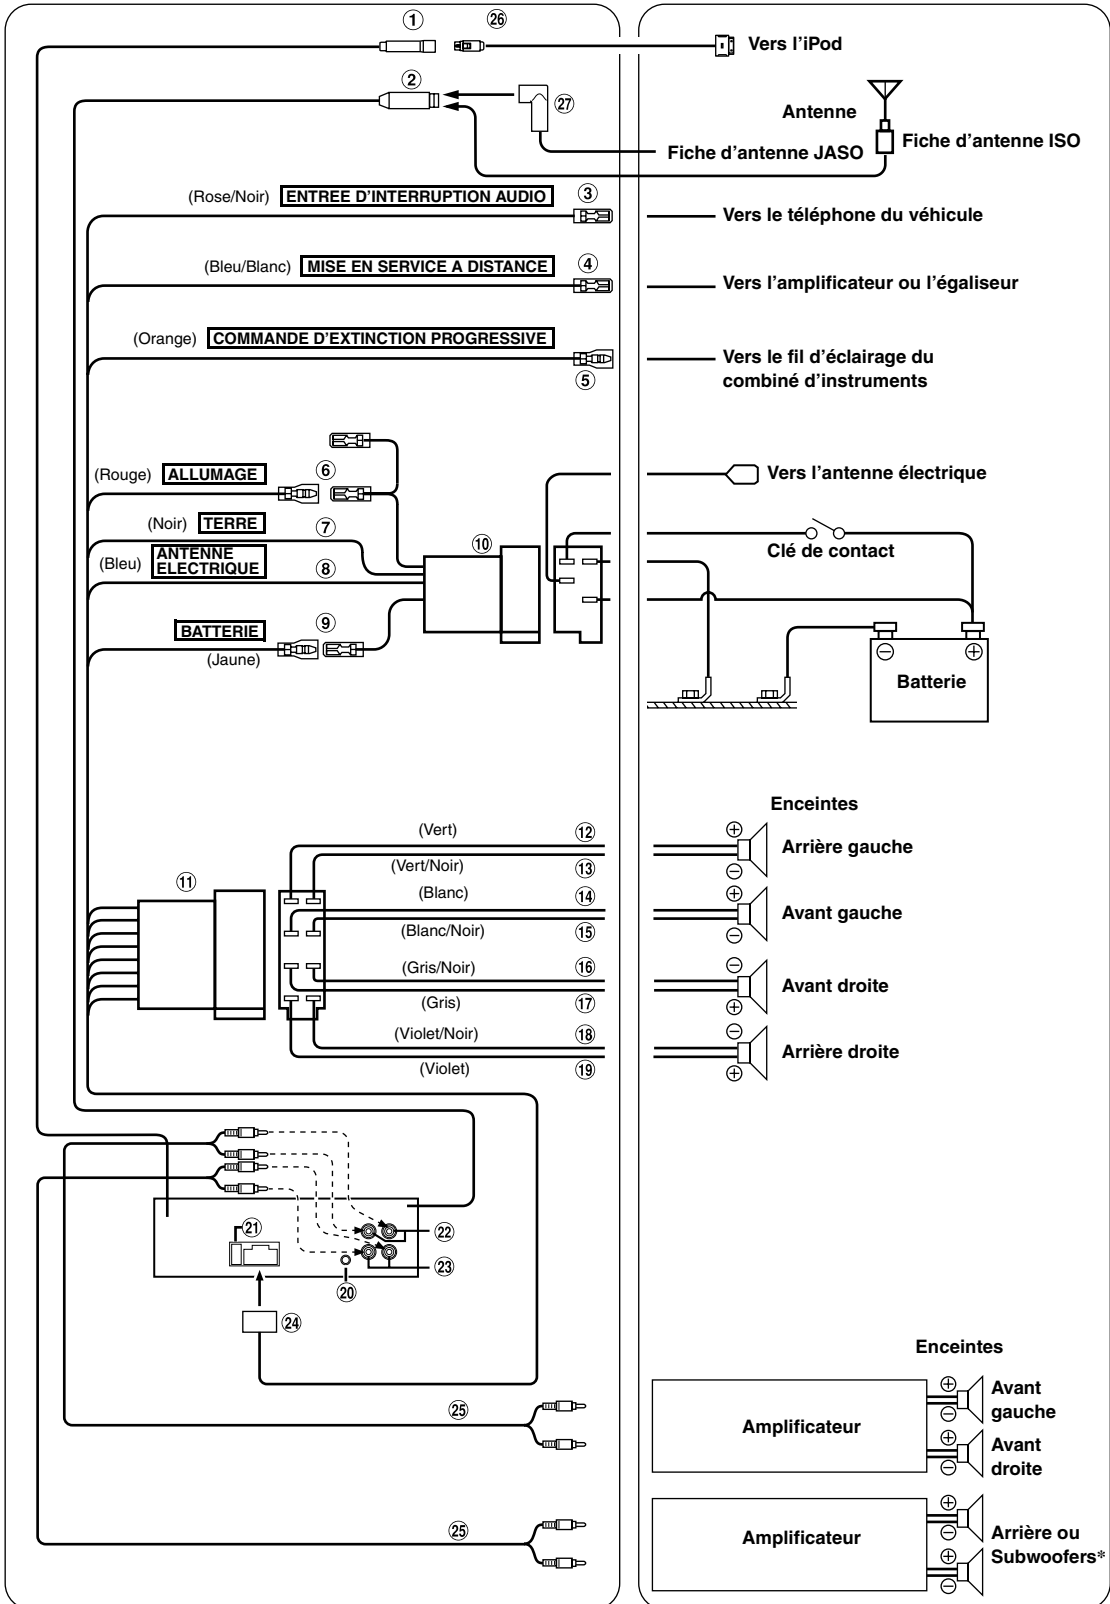 ① ㉖
Vers l'iPod
② ㉗
Antenne
Fiche d'antenne ISO
Fiche d'antenne JASO
(Rose/Noir) ENTREE D'INTERRUPTION AUDIO ③
Vers le téléphone du véhicule
(Bleu/Blanc) MISE EN SERVICE A DISTANCE ④
Vers l'amplificateur ou l'égaliseur
(Orange) COMMANDE D'EXTINCTION PROGRESSIVE
⑤
Vers le fil d'éclairage du
combiné d'instruments
(Rouge) ALLUMAGE ⑥
Vers l'antenne électrique
(Noir) TERRE ⑦
⑩
Clé de contact
(Bleu) ANTENNE
ELECTRIQUE ⑧
BATTERIE ⑨
(Jaune)
⊖ ⊕
Batterie
Enceintes
(Vert) ⑫ ⊕
Arrière gauche
(Vert/Noir) ⑬ ⊖
⑪
(Blanc) ⑭ ⊕
Avant gauche
(Blanc/Noir) ⑮ ⊖
(Gris/Noir) ⑯ ⊖
Avant droite
(Gris) ⑰ ⊕
(Violet/Noir) ⑱ ⊖
Arrière droite
(Violet) ⑲ ⊕
㉑ ㉒
㉓
⑳
㉔
Enceintes
㉕
Amplificateur
⊕ Avant
⊖ gauche
⊕ Avant
⊖ droite
㉕
Amplificateur
⊕
⊖ Arrière ou
⊕ Subwoofers*
⊖